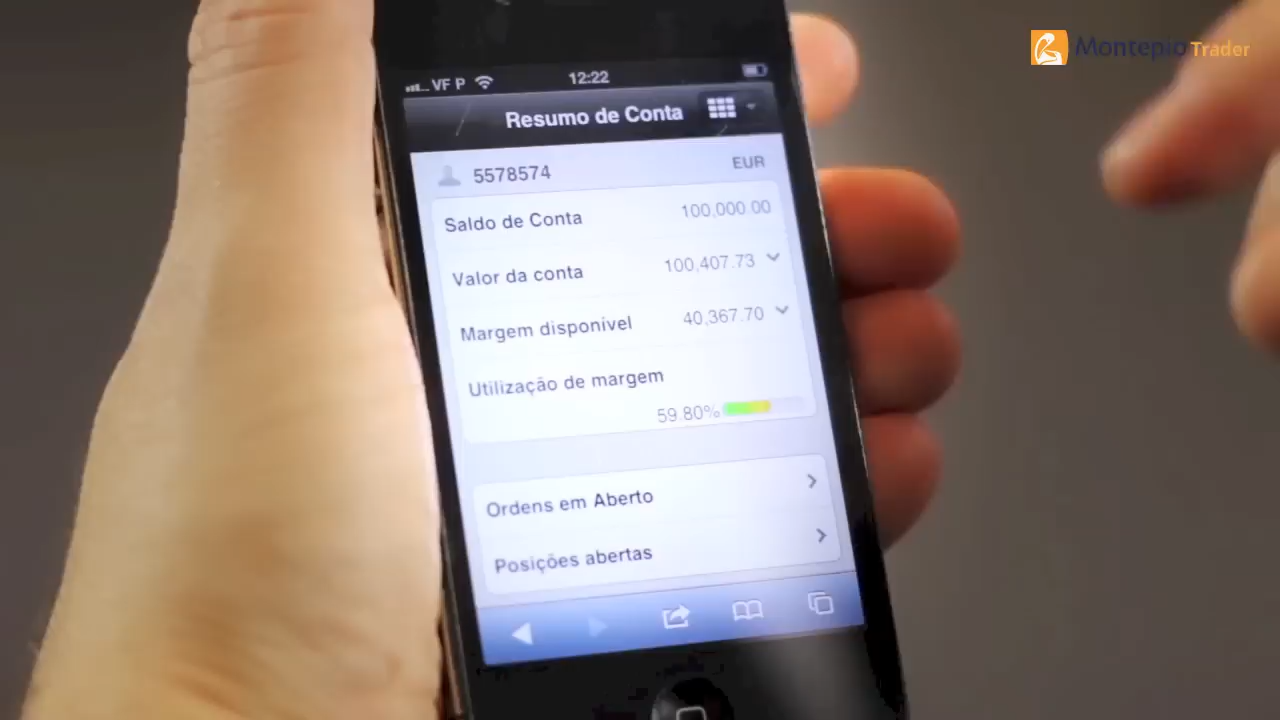 Montepio Trader
VF P 12:22
Resumo de Conta
5578574 EUR
Saldo de Conta 100,000.00
Valor da conta 100,407.73
Margem disponivel 40,367.70
Utilização de margem
59.80%
Ordens em Aberto
Posições abertas